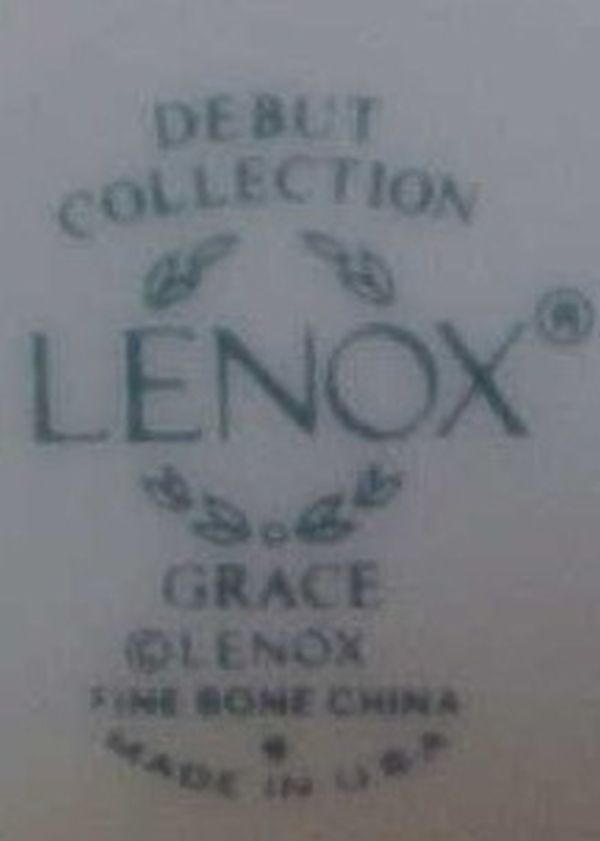 DEBUT
COLLECTION
LENOX®
GRACE
©LENOX
FINE BONE CHINA
MADE IN U.S.A